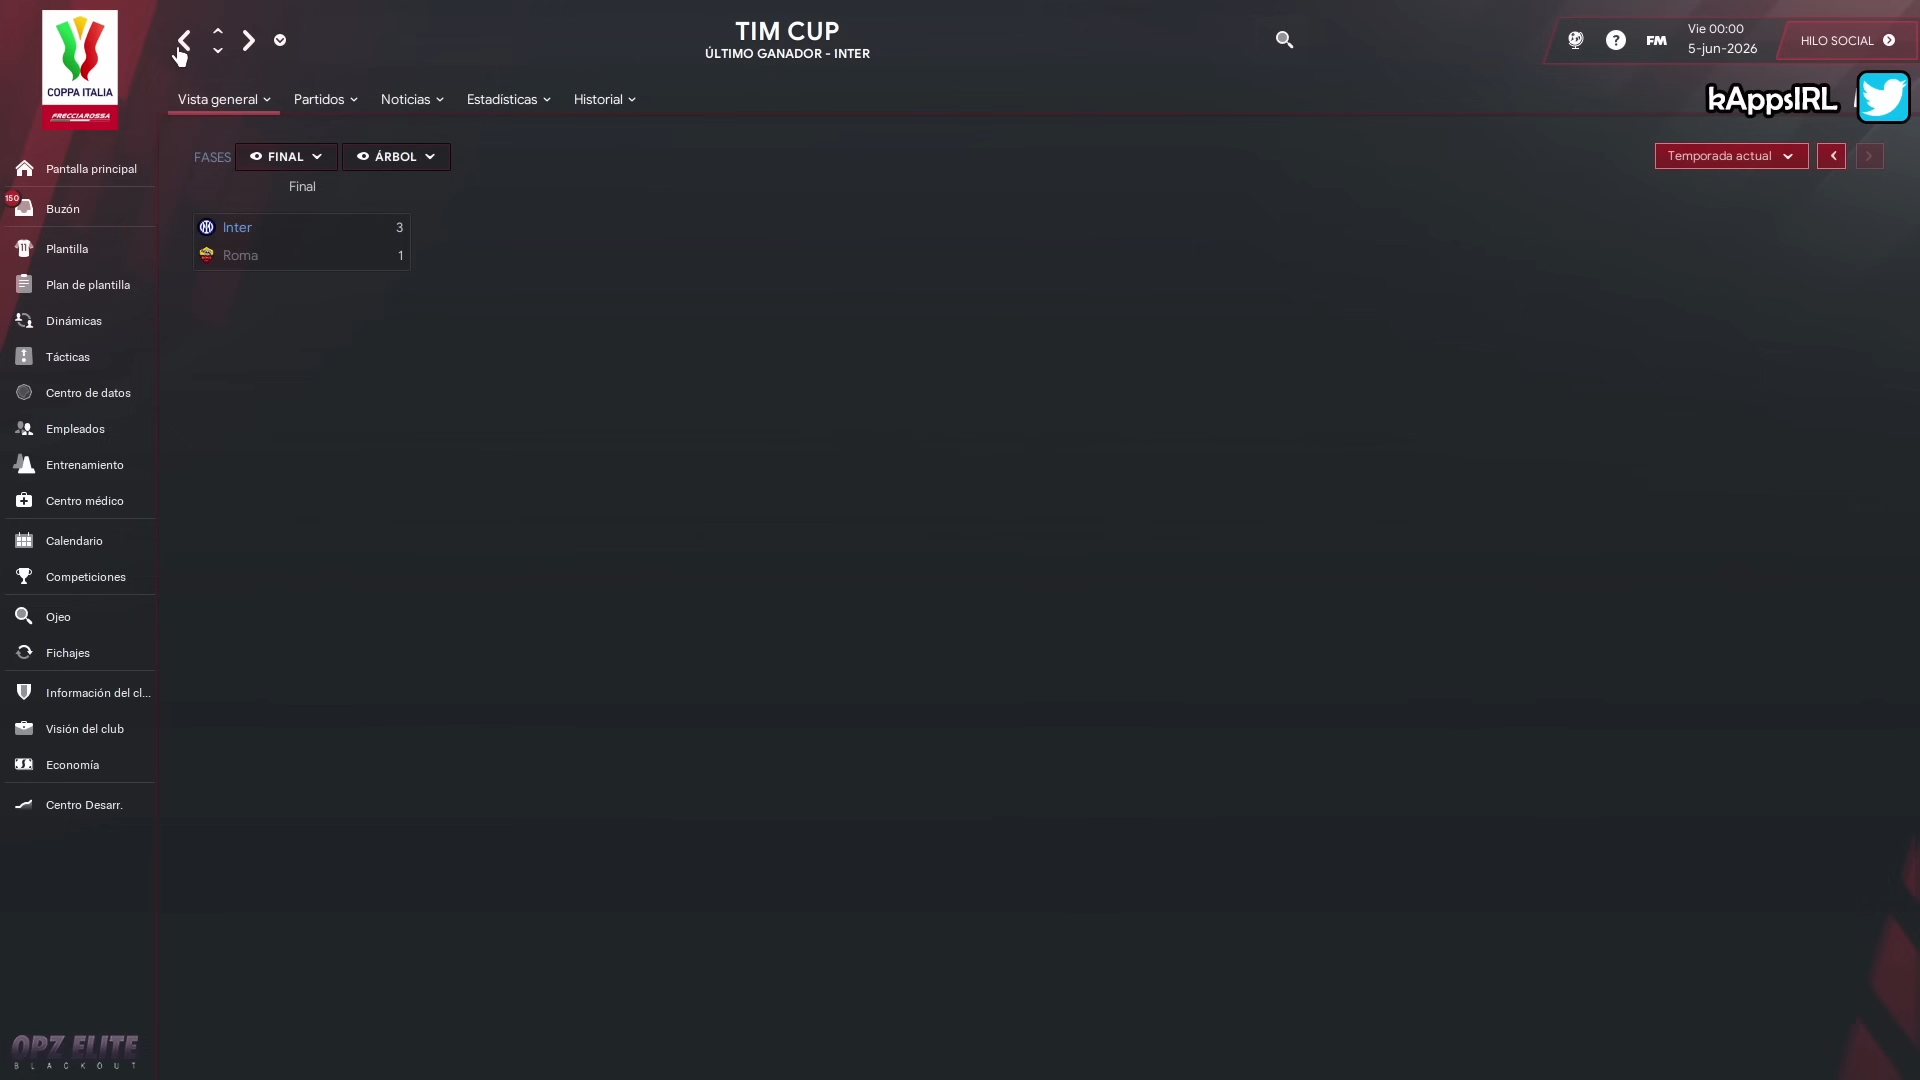 COPPA ITALIA
FRECCIAROSSA
TIM CUP
ÚLTIMO GANADOR - INTER
FM
Vie 00:00
5-jun-2026
HILO SOCIAL
kAppsIRL
Vista general
Partidos
Noticias
Estadísticas
Historial
FASES
FINAL
ÁRBOL
Temporada actual
Final
Inter 3
Roma 1
Pantalla principal
150
Buzón
Plantilla
Plan de plantilla
Dinámicas
Tácticas
Centro de datos
Empleados
Entrenamiento
Centro médico
Calendario
Competiciones
Ojeo
Fichajes
Información del cl...
Visión del club
Economía
Centro Desarr.
OPZ ELITE
BLACKOUT